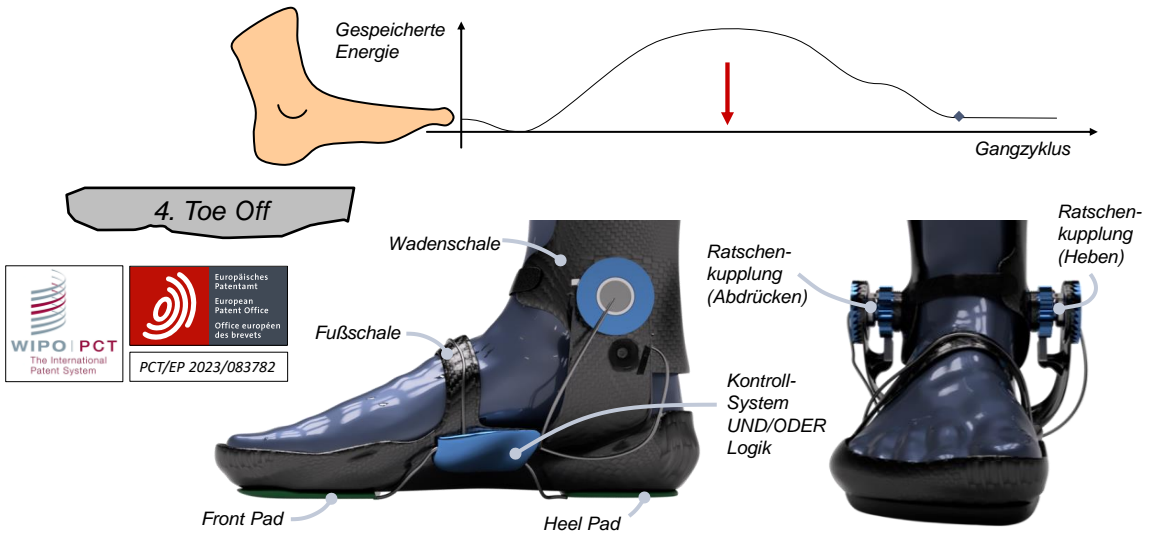 Gespeicherte
Energie
Gangzyklus
4. Toe Off
Wadenschale
Ratschen-
kupplung
(Abdrücken)
Ratschen-
kupplung
(Heben)
WIPO | PCT
The International
Patent System
Europäisches
Patentamt
European
Patent Office
Office européen
des brevets
PCT/EP 2023/083782
Fußschale
Kontroll-
System
UND/ODER
Logik
Front Pad
Heel Pad